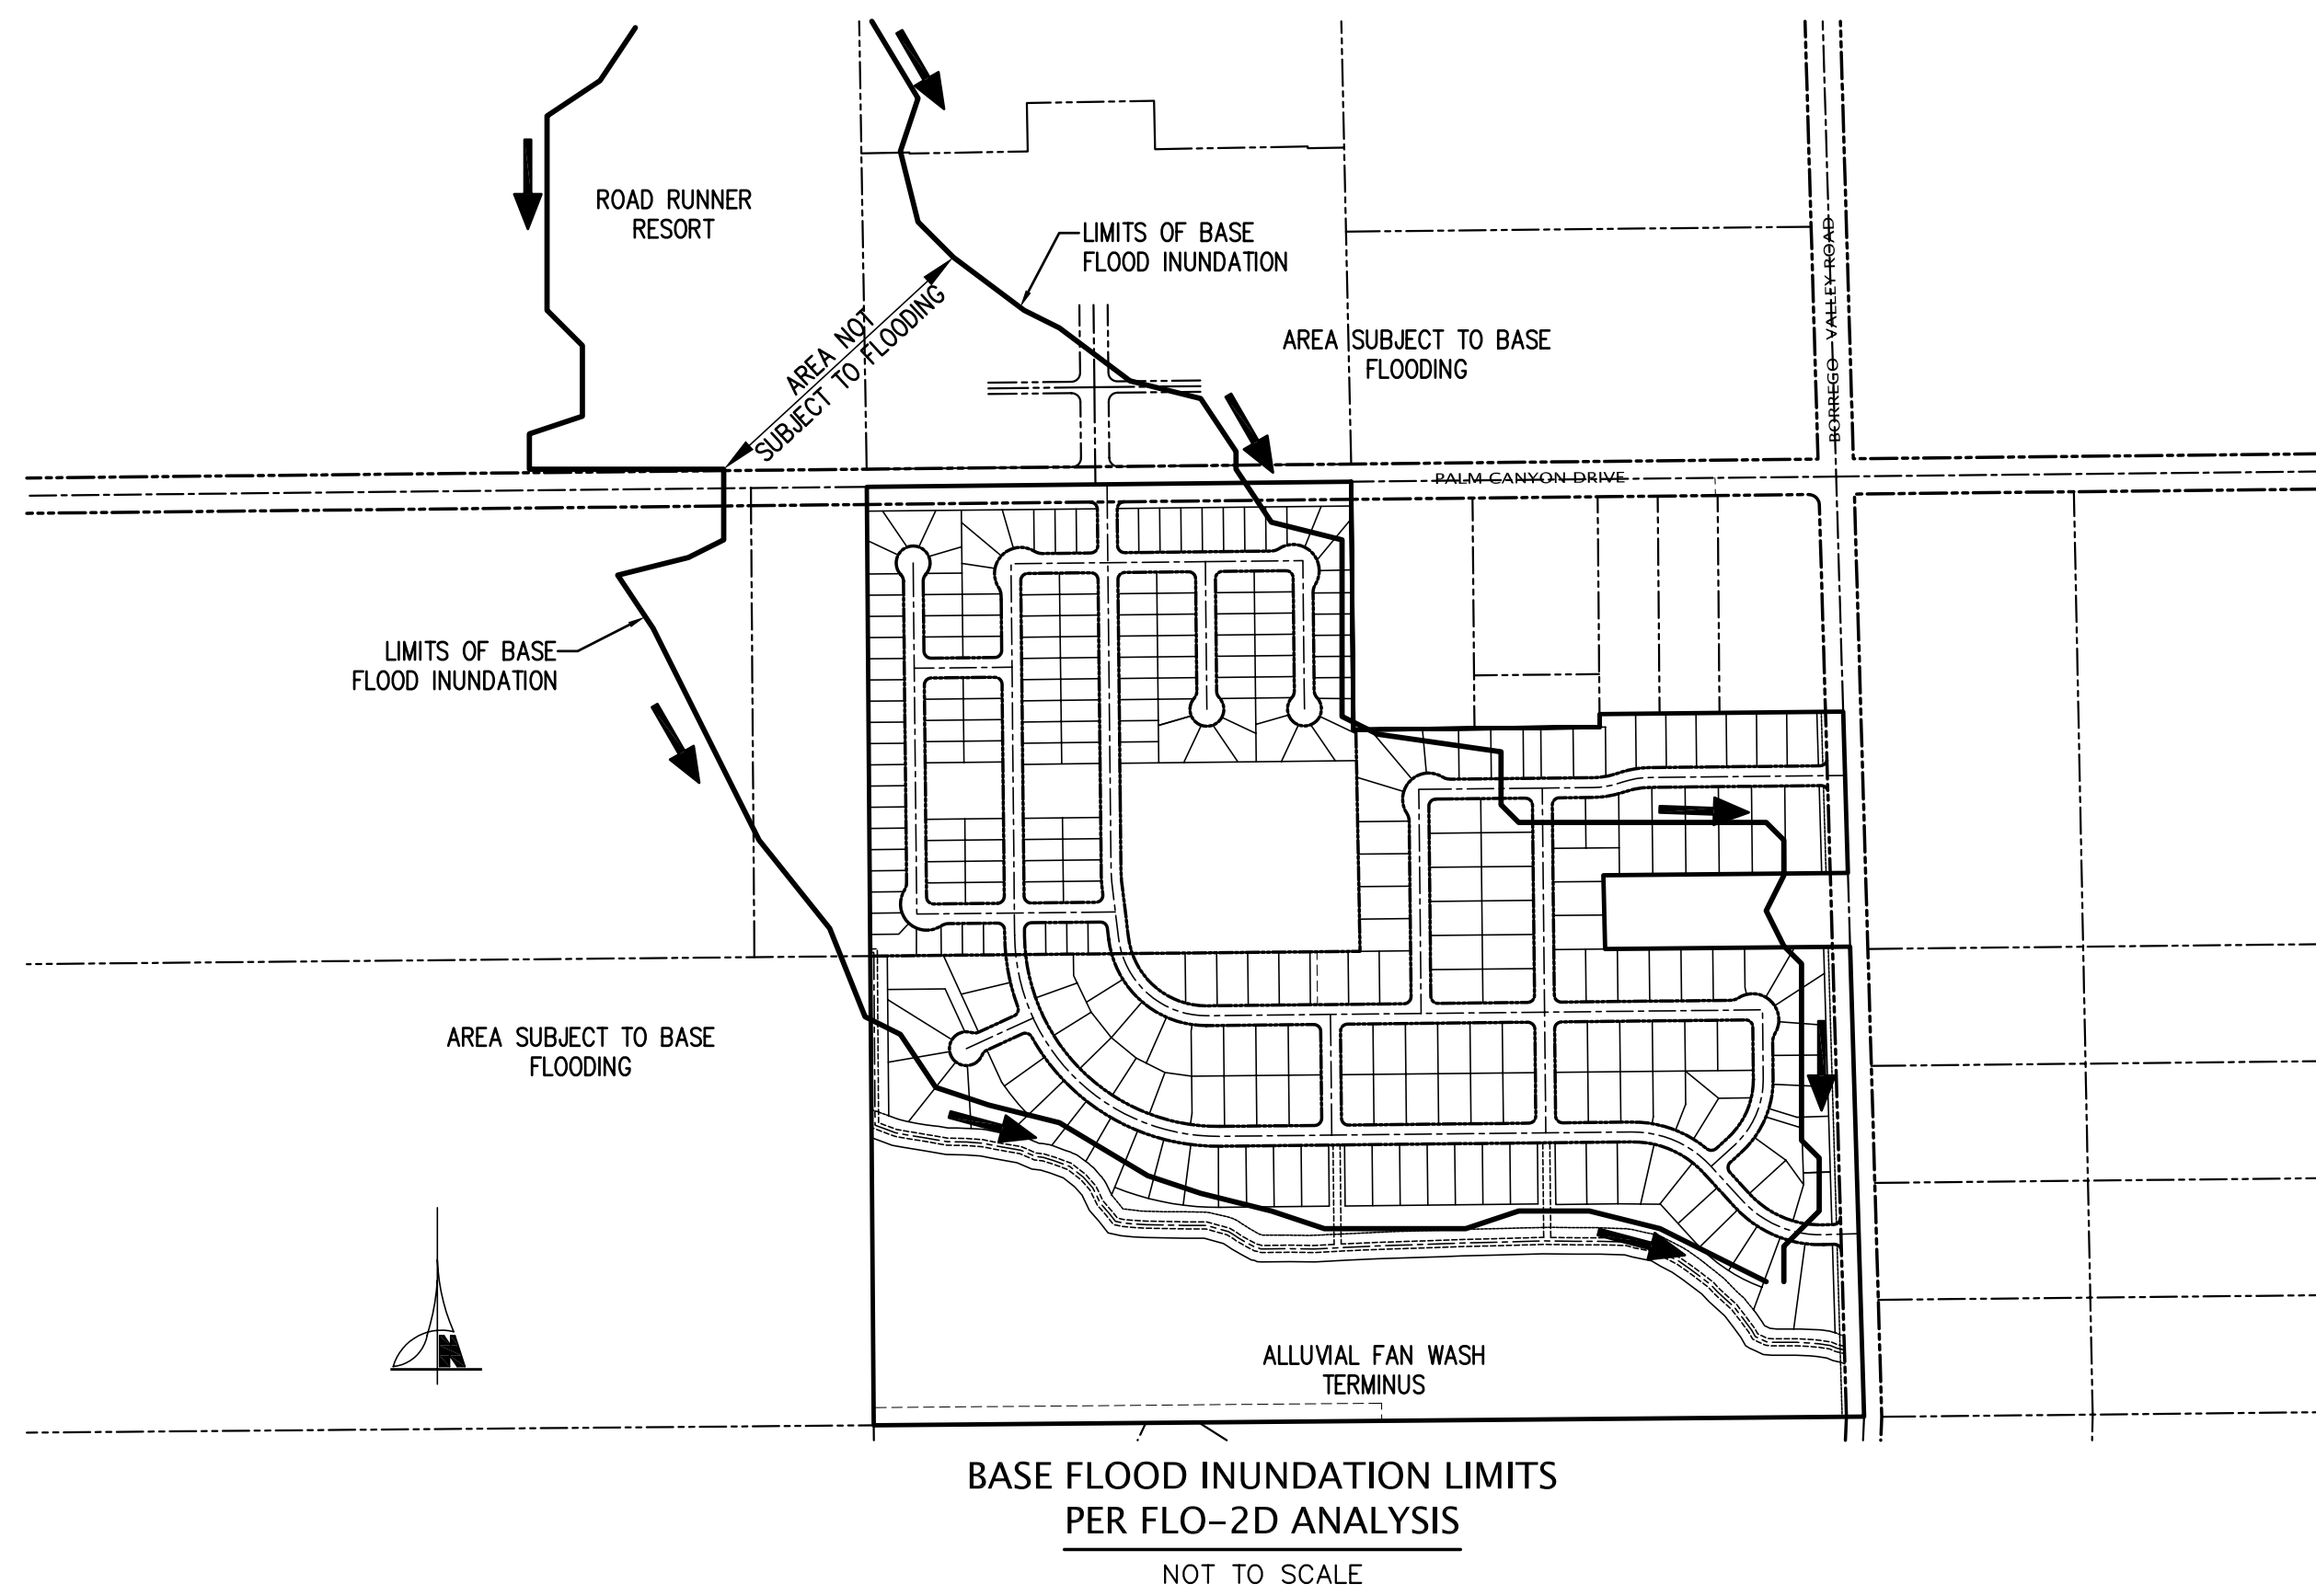 ROAD RUNNER
RESORT
LIMITS OF BASE
FLOOD INUNDATION
AREA NOT
SUBJECT TO FLOODING
AREA SUBJECT TO BASE
FLOODING
BORREGO VALLEY ROAD
PALM CANYON DRIVE
LIMITS OF BASE
FLOOD INUNDATION
AREA SUBJECT TO BASE
FLOODING
N
ALLUVIAL FAN WASH
TERMINUS
BASE FLOOD INUNDATION LIMITS
PER FLO-2D ANALYSIS
NOT TO SCALE